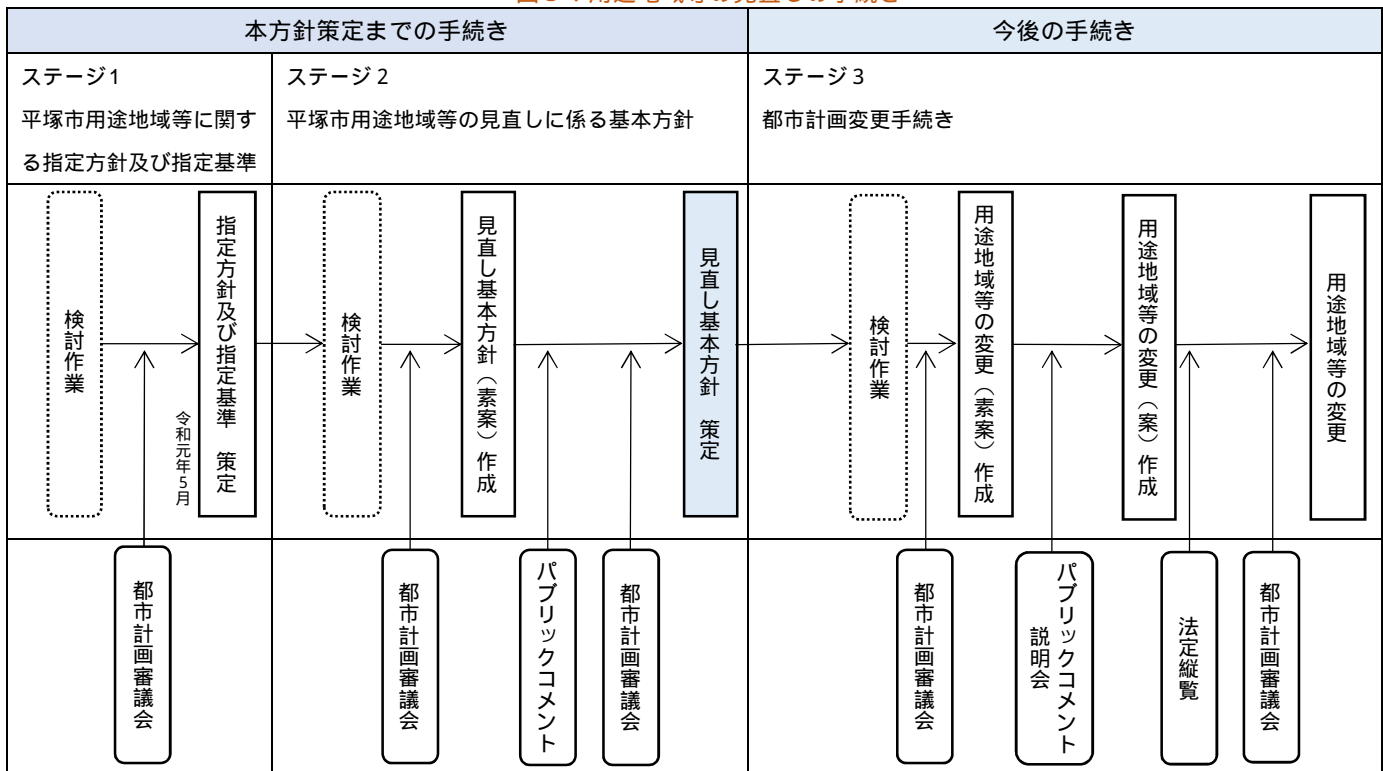 本方針策定までの手続き
今後の手続き
ステージ1
平塚市用途地域等に関す
る指定方針及び指定基準
ステージ2
平塚市用途地域等の見直しに係る基本方針
ステージ3
都市計画変更手続き
検討作業
指定方針及び指定基準 策定
令和元年5月
検討作業
見直し基本方針（素案）作成
見直し基本方針 策定
検討作業
用途地域等の変更（素案）作成
用途地域等の変更（案）作成
用途地域等の変更
都市計画審議会
都市計画審議会
パブリックコメント
都市計画審議会
都市計画審議会
パブリックコメント
説明会
法定縦覧
都市計画審議会